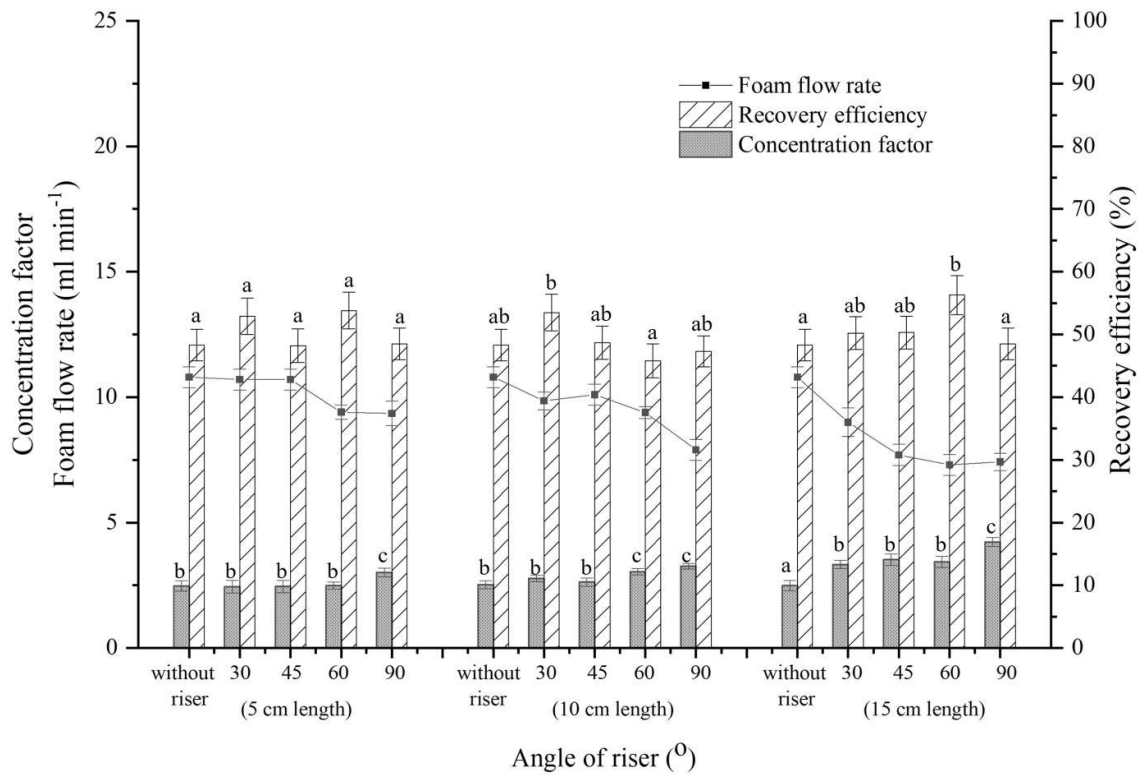 Concentration factor
Foam flow rate (ml min-1)
25
20
15
10
5
0
Foam flow rate
Recovery efficiency
Concentration factor
100
90
80
70
60
50
40
30
20
10
0
Recovery efficiency (%)
a a a a a
ab b ab a ab
a ab ab b a
b b b b c
b b b c c
a b b b c
without riser 30 45 60 90
(5 cm length)
without riser 30 45 60 90
(10 cm length)
without riser 30 45 60 90
(15 cm length)
Angle of riser (o)